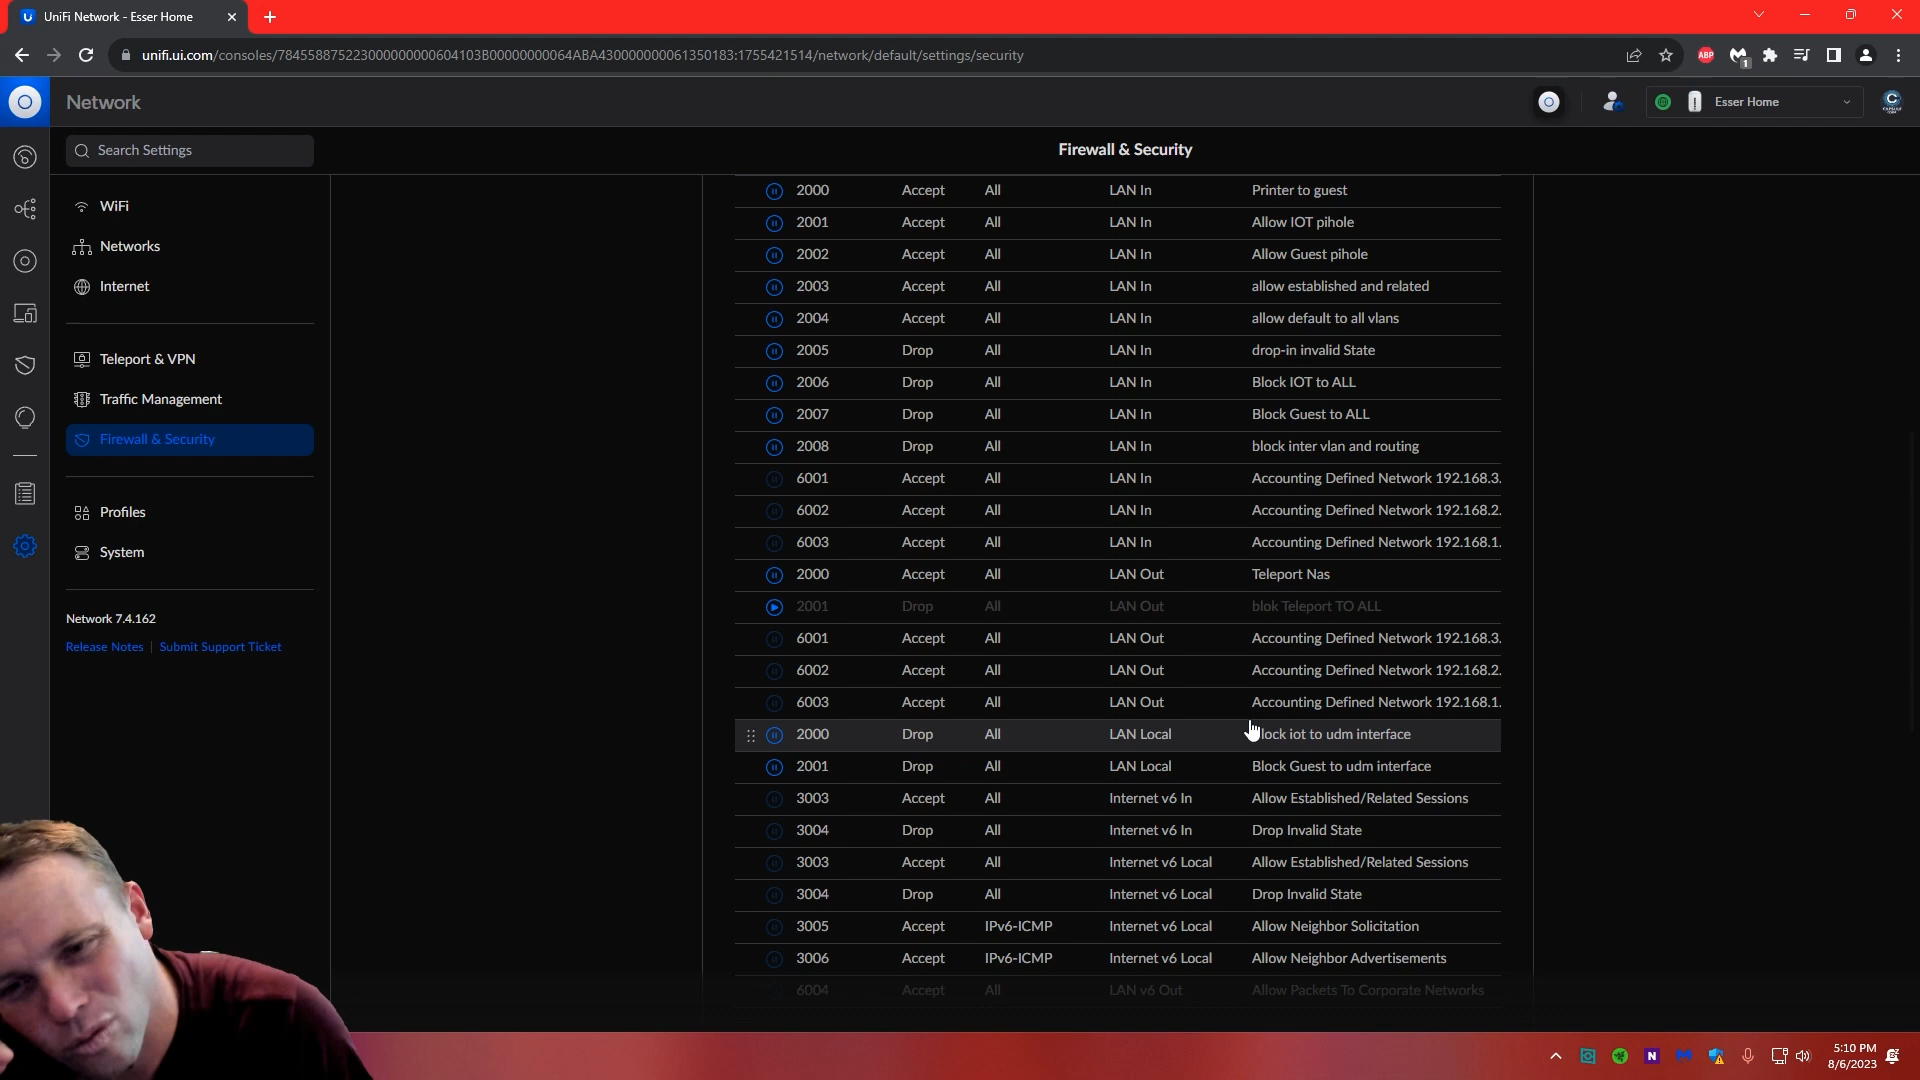 UniFi Network - Esser Home
unifi.ui.com/consoles/78455887522300000000604103B00000000064ABA430000000061350183:1755421514/network/default/settings/security
ABP
1
Network
Esser Home
Search Settings
Firewall & Security
WiFi
Networks
Internet
Teleport & VPN
Traffic Management
Firewall & Security
Profiles
System
Network 7.4.162
Release Notes | Submit Support Ticket
2000 Accept All LAN In Printer to guest
2001 Accept All LAN In Allow IOT pihole
2002 Accept All LAN In Allow Guest pihole
2003 Accept All LAN In allow established and related
2004 Accept All LAN In allow default to all vlans
2005 Drop All LAN In drop-in invalid State
2006 Drop All LAN In Block IOT to ALL
2007 Drop All LAN In Block Guest to ALL
2008 Drop All LAN In block inter vlan and routing
6001 Accept All LAN In Accounting Defined Network 192.168.3.
6002 Accept All LAN In Accounting Defined Network 192.168.2.
6003 Accept All LAN In Accounting Defined Network 192.168.1.
2000 Accept All LAN Out Teleport Nas
2001 Drop All LAN Out blok Teleport TO ALL
6001 Accept All LAN Out Accounting Defined Network 192.168.3.
6002 Accept All LAN Out Accounting Defined Network 192.168.2.
6003 Accept All LAN Out Accounting Defined Network 192.168.1.
2000 Drop All LAN Local lock iot to udm interface
2001 Drop All LAN Local Block Guest to udm interface
3003 Accept All Internet v6 In Allow Established/Related Sessions
3004 Drop All Internet v6 In Drop Invalid State
3003 Accept All Internet v6 Local Allow Established/Related Sessions
3004 Drop All Internet v6 Local Drop Invalid State
3005 Accept IPv6-ICMP Internet v6 Local Allow Neighbor Solicitation
3006 Accept IPv6-ICMP Internet v6 Local Allow Neighbor Advertisements
6004 Accept All LAN v6 Out Allow Packets To Corporate Networks
N
5:10 PM
8/6/2023